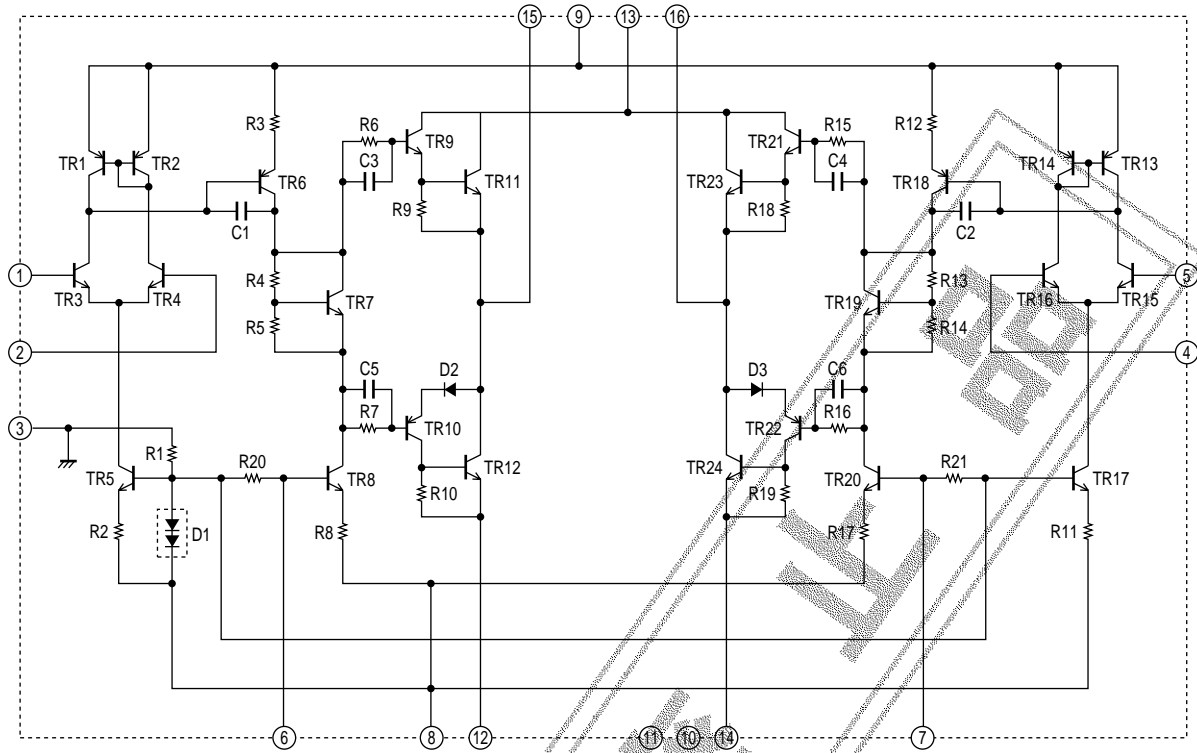 15 9 13 16
R3 R6 TR9 TR21 R15 R12
TR1 TR2 TR6 C3 TR11 TR23 C4 TR18 TR14 TR13
R9 R18
C1 C2
1 R4 R13 5
TR3 TR4 TR7 TR19 TR16 TR15
R5 R14
2 4
C5 D2 D3 C6
3 R7 R16
R1 TR10 TR22
TR5 R20 TR8 TR12 TR24 TR20 R21 TR17
R10 R19
R2 D1 R8 R17 R11
6 8 12 11 10 14 7